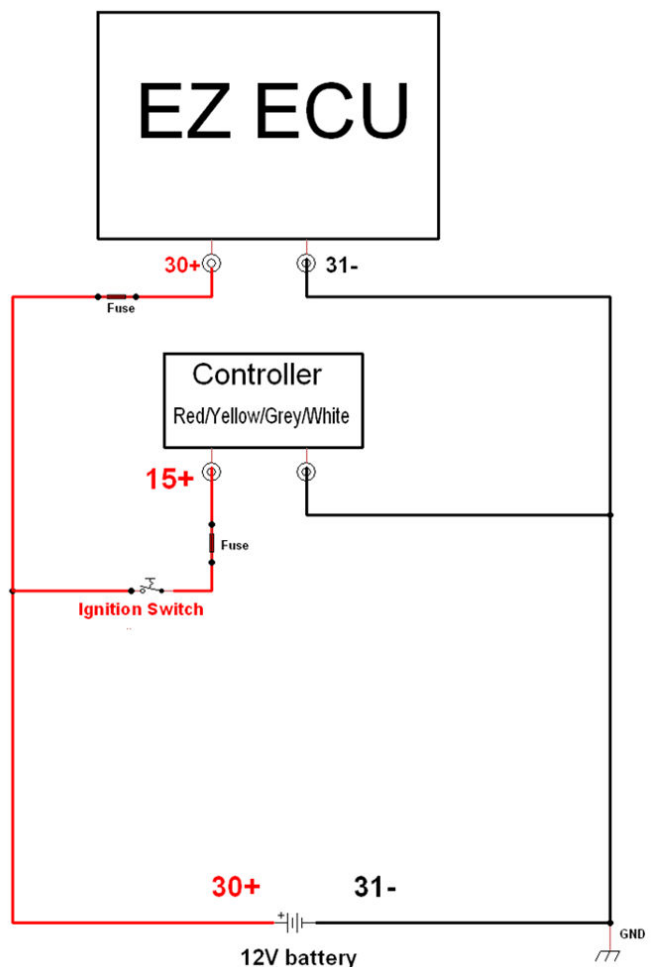 EZ ECU
30+
31-
Fuse
Controller
Red/Yellow/Grey/White
15+
Fuse
Ignition Switch
30+
31-
+
GND
12V battery